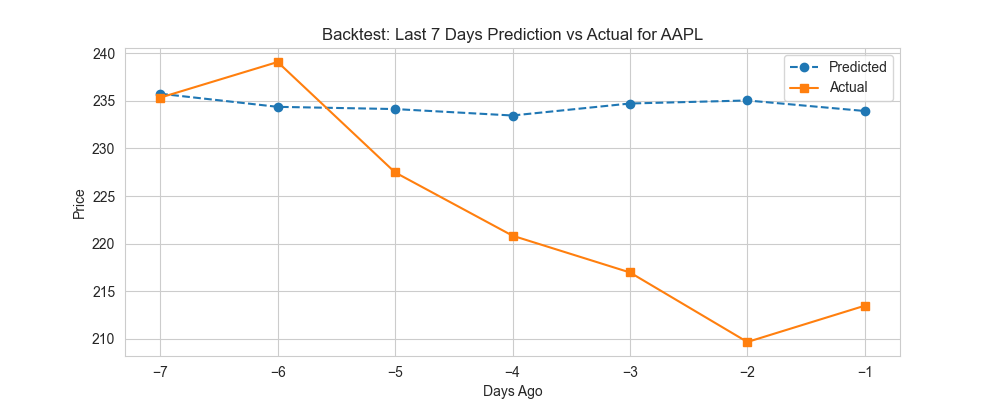 Backtest: Last 7 Days Prediction vs Actual for AAPL
Predicted
Actual
Price
240
235
230
225
220
215
210
−7 −6 −5 −4 −3 −2 −1
Days Ago